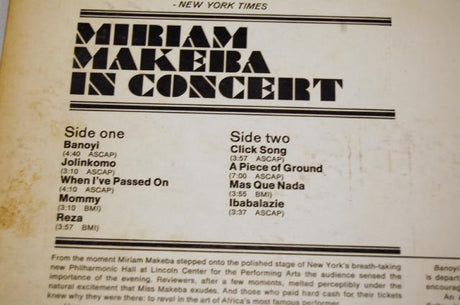 - NEW YORK TIMES
MIRIAM
MAKEBA
IN CONCERT
Side one
Banoyi
(4:40 ASCAP)
Jolinkomo
(3:10 ASCAP)
When I've Passed On
(4:10 ASCAP)
Mommy
(3:10 BMI)
Reza
(3:57 BMI)
Side two
Click Song
(3:57 ASCAP)
A Piece of Ground
(7:00 ASCAP)
Mas Que Nada
(3:55 BMI)
Ibabalazie
(3:37 ASCAP)
From the moment Miriam Makeba stepped onto the polished stage of New York's breath-taking
new Philharmonic Hall at Lincoln Center for the Performing Arts the audience sensed the
importance of the evening. Reviewers, after a few moments, melted perceptibly under the
natural excitement that Miss Makeba exudes. And those who paid hard cash for their tickets
knew why they were there: to revel in the art of Africa's most famous performer
Banoyi
is depart
encourage